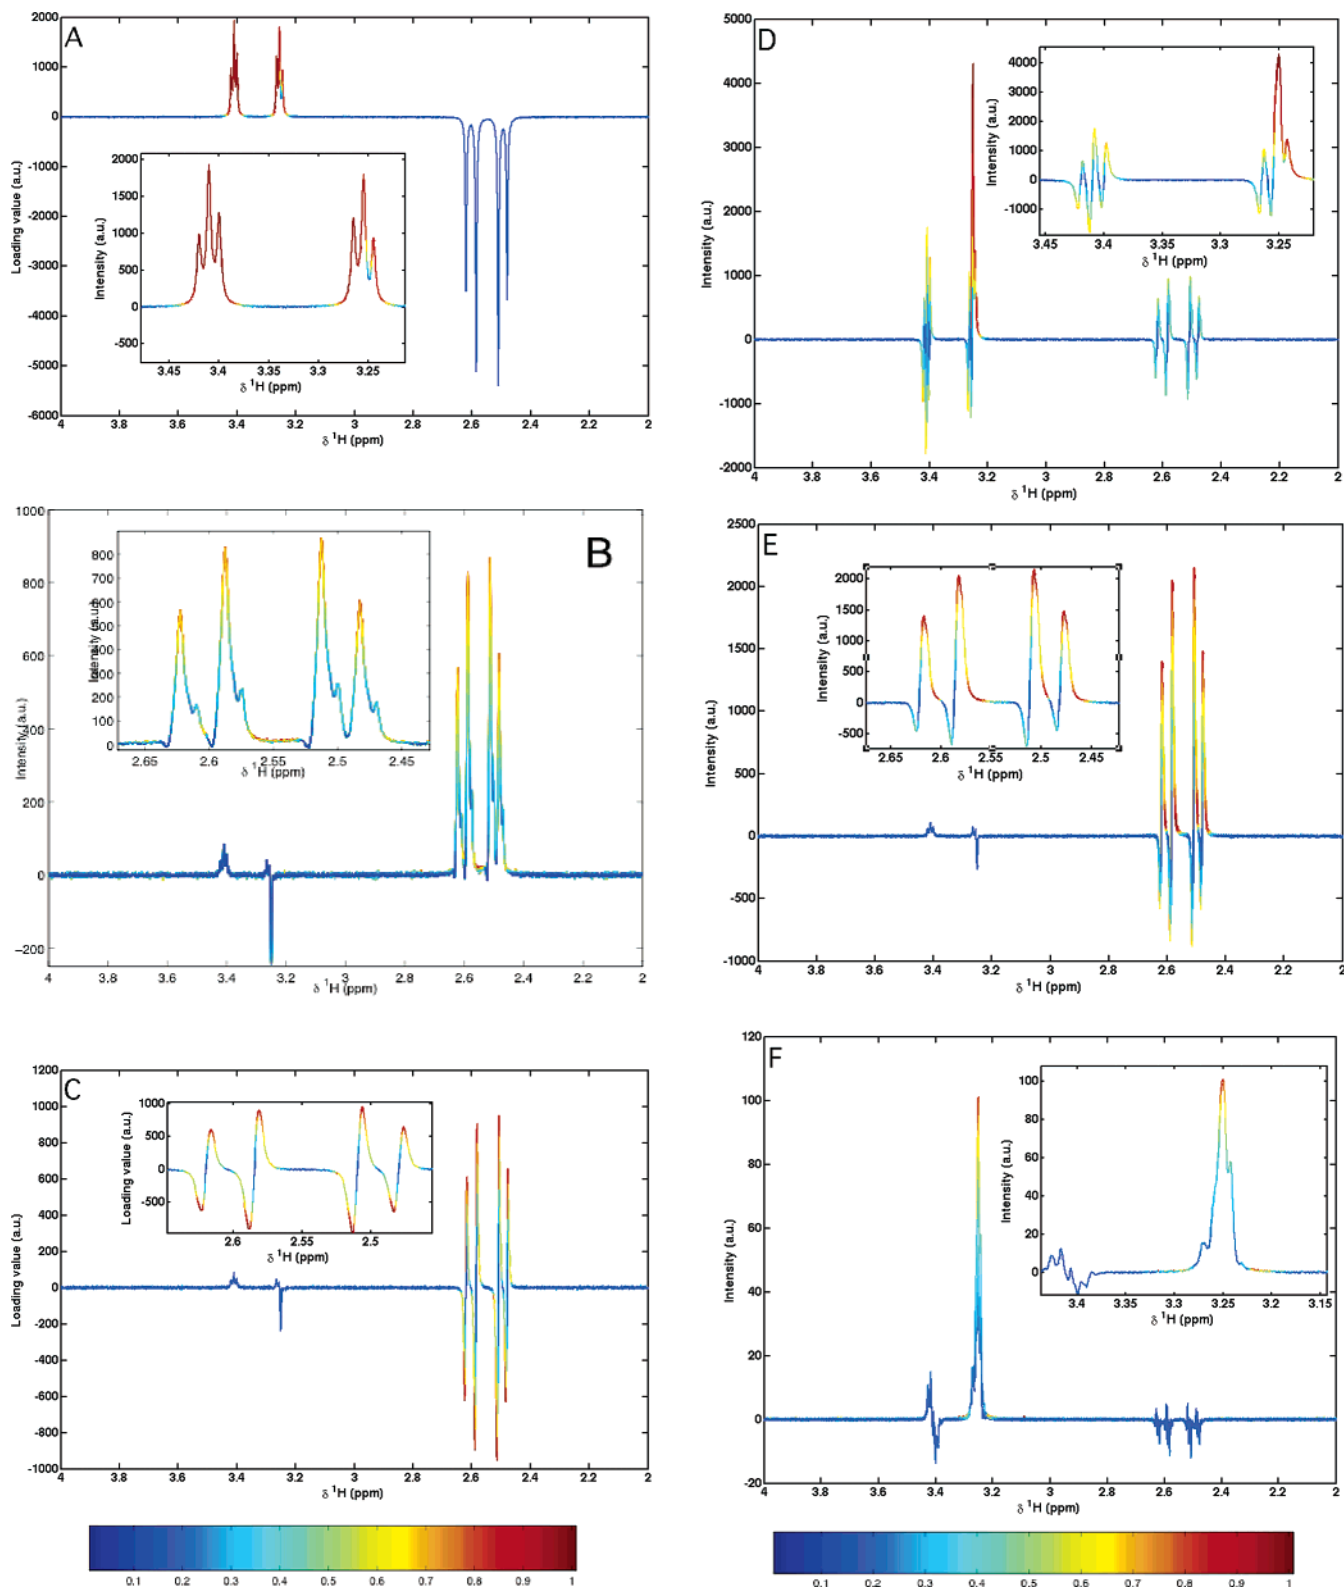 A
2000
1000
0
-1000
-2000
-3000
-4000
-5000
-6000
Loading value (a.u.)
4 3.8 3.6 3.4 3.2 3 2.8 2.6 2.4 2.2 2
δ ¹H (ppm)
2000
1500
1000
500
0
-500
Intensity (a.u.)
3.45 3.4 3.35 3.3 3.25
δ ¹H (ppm)
D
5000
4000
3000
2000
1000
0
-1000
-2000
Intensity (a.u.)
4 3.8 3.6 3.4 3.2 3 2.8 2.6 2.4 2.2 2
δ ¹H (ppm)
4000
3000
2000
1000
0
-1000
Intensity (a.u.)
3.45 3.4 3.35 3.3 3.25
δ ¹H (ppm)
B
1000
800
600
400
200
0
−200
Intensity (a.u.)
4 3.8 3.6 3.4 3.2 3 2.8 2.6 2.4 2.2 2
δ ¹H (ppm)
800
700
600
500
400
300
200
100
0
Intensity (a.u.)
2.65 2.6 2.55 2.5 2.45
δ ¹H (ppm)
E
2500
2000
1500
1000
500
0
-500
-1000
Intensity (a.u.)
4 3.8 3.6 3.4 3.2 3 2.8 2.6 2.4 2.2 2
δ ¹H (ppm)
2000
1500
1000
500
0
-500
Intensity (a.u.)
2.65 2.6 2.55 2.5 2.45
δ ¹H (ppm)
C
1200
1000
800
600
400
200
0
-200
-400
-600
-800
-1000
Loading value (a.u.)
4 3.8 3.6 3.4 3.2 3 2.8 2.6 2.4 2.2 2
δ ¹H (ppm)
1000
500
0
-500
Loading value (a.u.)
2.6 2.55 2.5
δ ¹H (ppm)
F
120
100
80
60
40
20
0
-20
Intensity (a.u.)
4 3.8 3.6 3.4 3.2 3 2.8 2.6 2.4 2.2 2
δ ¹H (ppm)
100
80
60
40
20
0
Intensity (a.u.)
3.4 3.35 3.3 3.25 3.2 3.15
δ ¹H (ppm)
0.1 0.2 0.3 0.4 0.5 0.6 0.7 0.8 0.9 1
0.1 0.2 0.3 0.4 0.5 0.6 0.7 0.8 0.9 1